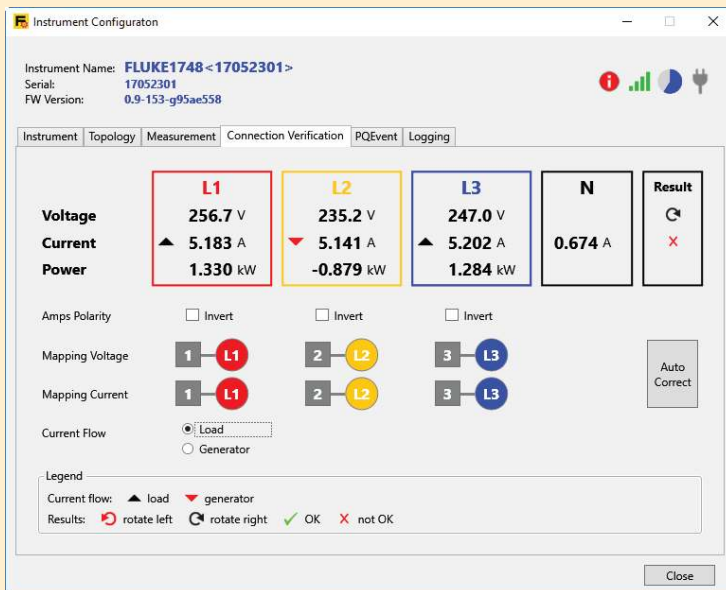 Instrument Configuraton
Instrument Name: FLUKE1748<17052301>
Serial: 17052301
FW Version: 0.9-153-g95ae558
Instrument Topology Measurement Connection Verification PQEvent Logging
L1 L2 L3 N Result
Voltage 256.7 V 235.2 V 247.0 V
Current 5.183 A 5.141 A 5.202 A 0.674 A X
Power 1.330 kW -0.879 kW 1.284 kW
Amps Polarity Invert Invert Invert
Mapping Voltage 1 L1 2 L2 3 L3
Mapping Current 1 L1 2 L2 3 L3
Auto
Correct
Current Flow Load
Generator
Legend
Current flow: load generator
Results: rotate left rotate right OK X not OK
Close